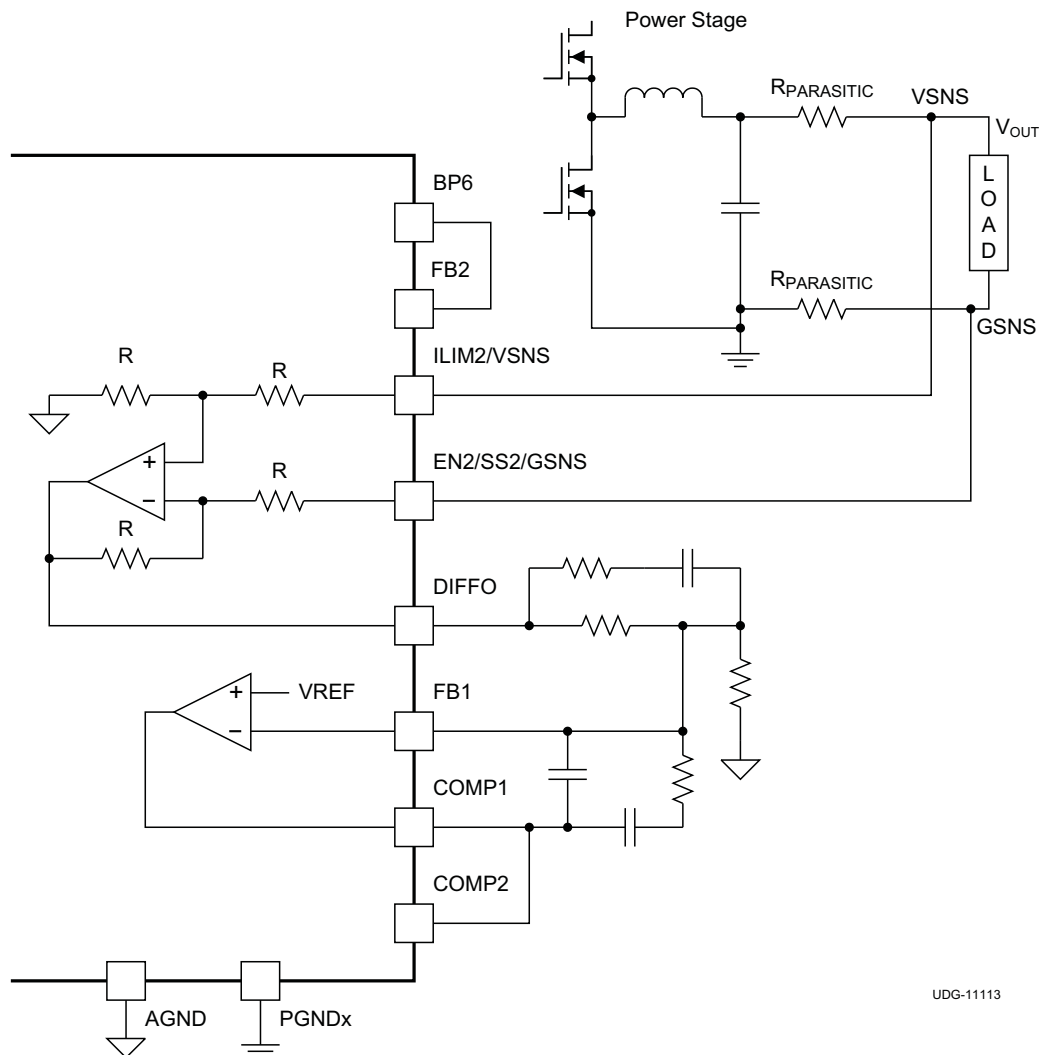 Power Stage
RPARASITIC
VSNS
VOUT
LOAD
BP6
FB2
RPARASITIC
GSNS
ILIM2/VSNS
R
R
+
EN2/SS2/GSNS
R
–
R
DIFFO
+
VREF
FB1
–
COMP1
COMP2
AGND
PGNDx
UDG-11113